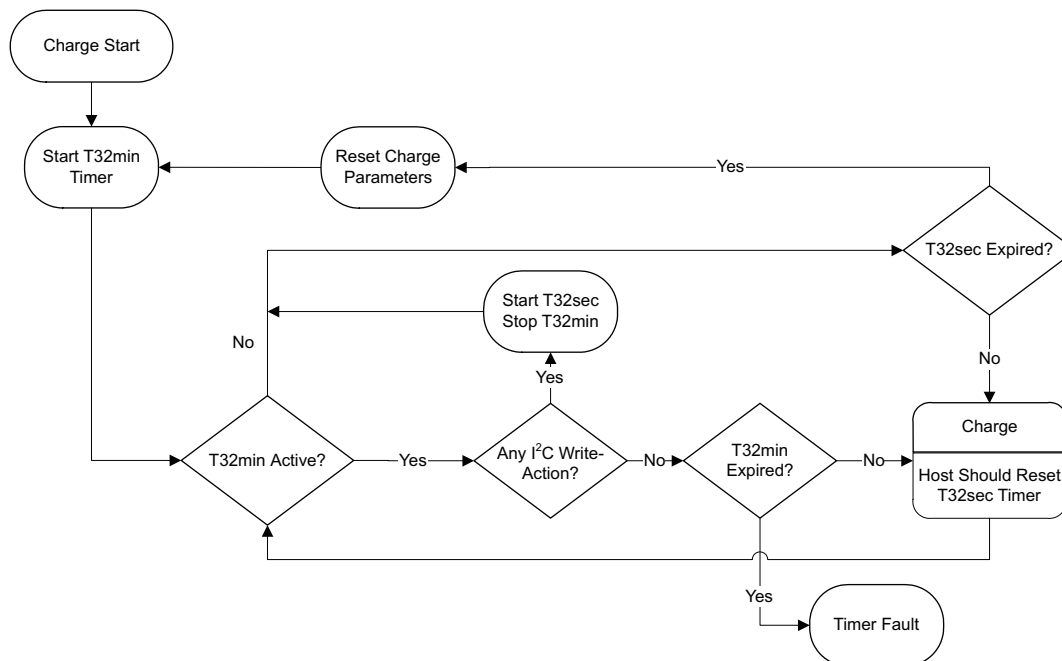 Charge Start
Start T32min
Timer
Reset Charge
Parameters
Yes
T32sec Expired?
Start T32sec
Stop T32min
No
Yes
No
T32min Active?
Yes
Any I²C Write-
Action?
No
T32min
Expired?
No
Charge
Host Should Reset
T32sec Timer
Yes
Timer Fault